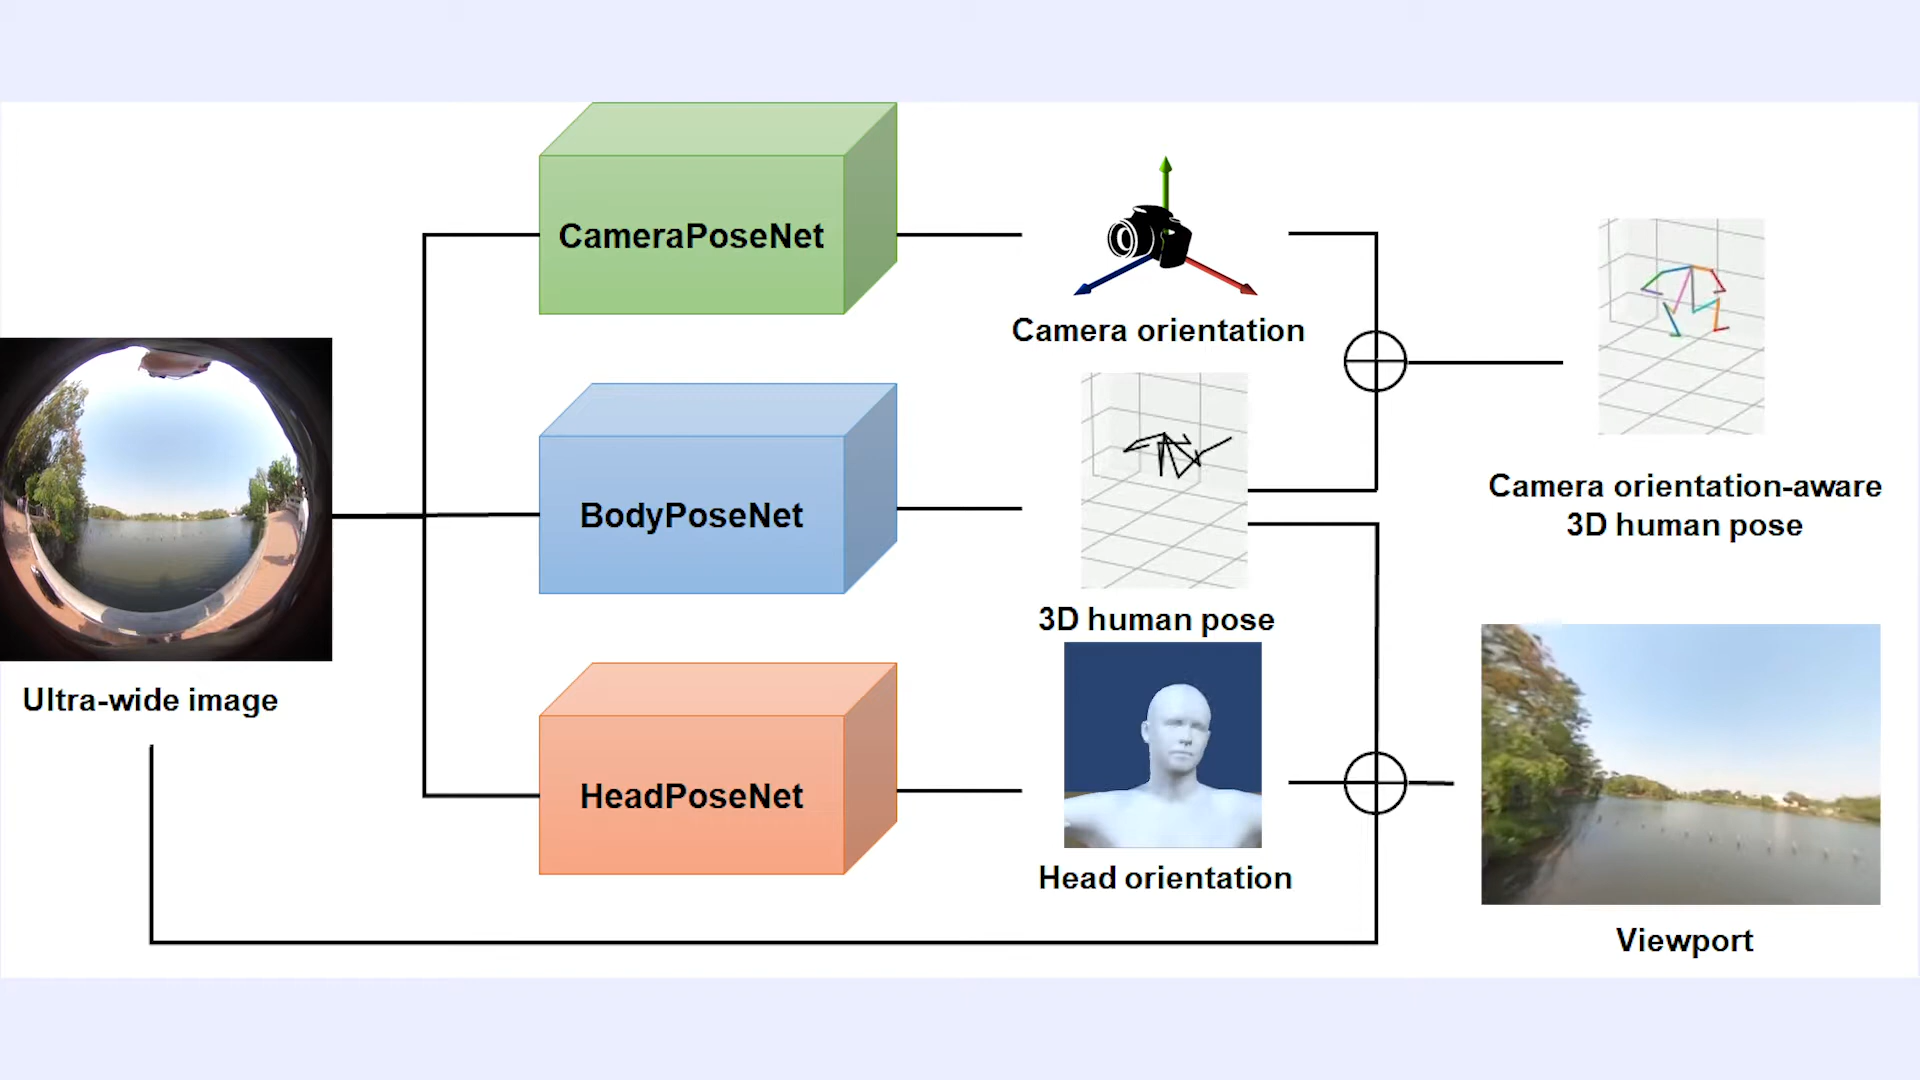 CameraPoseNet
Camera orientation
BodyPoseNet
Camera orientation-aware
3D human pose
3D human pose
Ultra-wide image
HeadPoseNet
Head orientation
Viewport